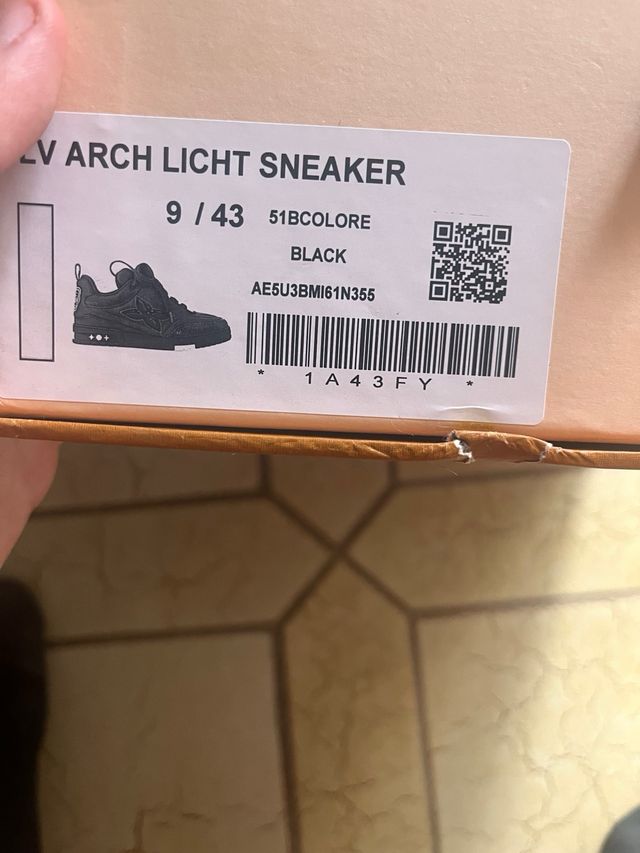 LV ARCH LICHT SNEAKER
9 / 43 51BCOLORE
BLACK
AE5U3BMI61N355
* 1A43FY *